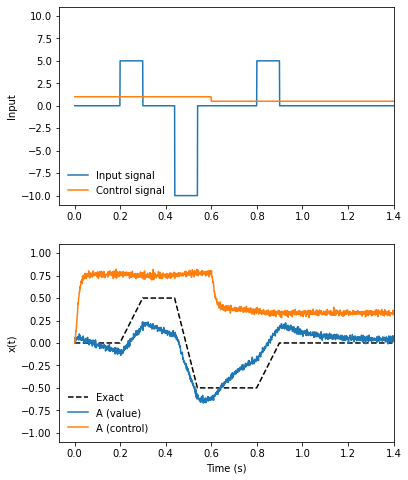 10.0
7.5
5.0
2.5
0.0
−2.5
−5.0
−7.5
−10.0
Input
Input signal
Control signal
0.0 0.2 0.4 0.6 0.8 1.0 1.2 1.4
1.00
0.75
0.50
0.25
0.00
−0.25
−0.50
−0.75
−1.00
x(t)
Exact
A (value)
A (control)
0.0 0.2 0.4 0.6 0.8 1.0 1.2 1.4
Time (s)